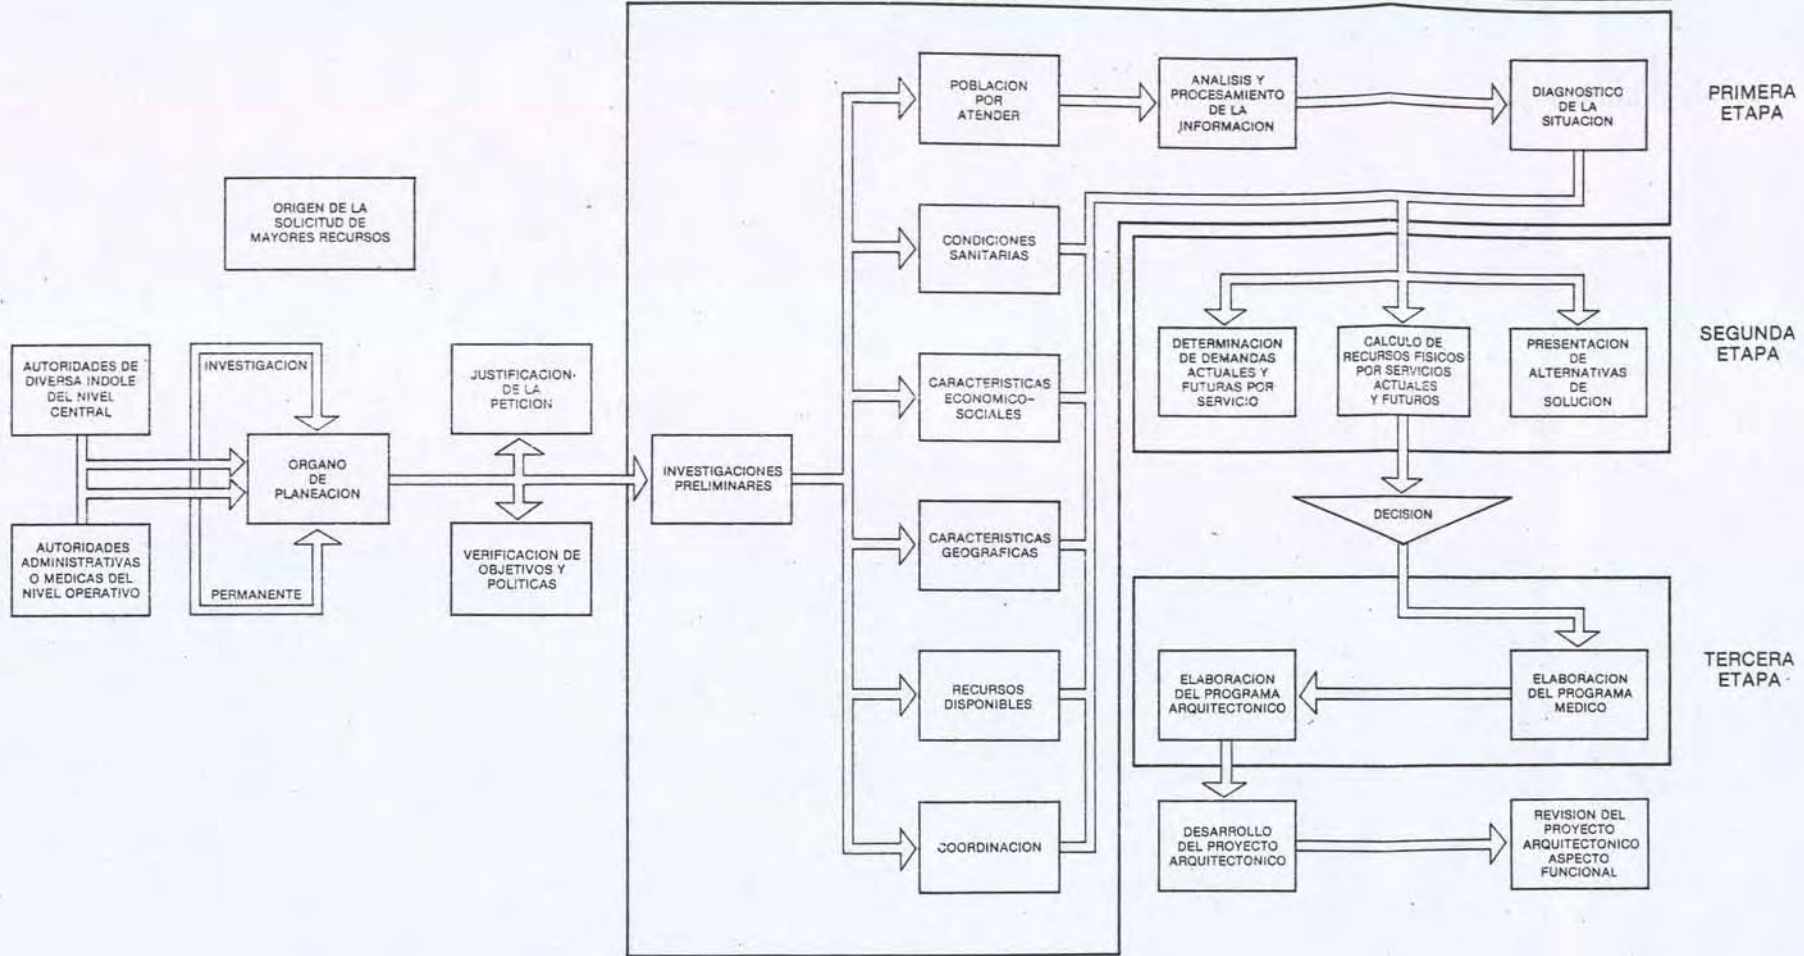 ORIGEN DE LA
SOLICITUD DE
MAYORES RECURSOS
AUTORIDADES DE
DIVERSA INDOLE
DEL NIVEL
CENTRAL
AUTORIDADES
ADMINISTRATIVAS
O MEDICAS DEL
NIVEL OPERATIVO
INVESTIGACION
ORGANO
DE
PLANEACION
PERMANENTE
JUSTIFICACION
DE LA
PETICION
VERIFICACION DE
OBJETIVOS Y
POLITICAS
INVESTIGACIONES
PRELIMINARES
POBLACION
POR
ATENDER
CONDICIONES
SANITARIAS
CARACTERISTICAS
ECONOMICO-
SOCIALES
CARACTERISTICAS
GEOGRAFICAS
RECURSOS
DISPONIBLES
COORDINACION
ANALISIS Y
PROCESAMIENTO
DE LA
INFORMACION
DIAGNOSTICO
DE LA
SITUACION
PRIMERA
ETAPA
DETERMINACION
DE DEMANDAS
ACTUALES Y
FUTURAS POR
SERVICIO
CALCULO DE
RECURSOS FISICOS
POR SERVICIOS
ACTUALES
Y FUTUROS
PRESENTACION
DE
ALTERNATIVAS
DE
SOLUCION
SEGUNDA
ETAPA
DECISION
ELABORACION
DEL PROGRAMA
ARQUITECTONICO
ELABORACION
DEL PROGRAMA
MEDICO
TERCERA
ETAPA
DESARROLLO
DEL PROYECTO
ARQUITECTONICO
REVISION DEL
PROYECTO
ARQUITECTONICO
ASPECTO
FUNCIONAL